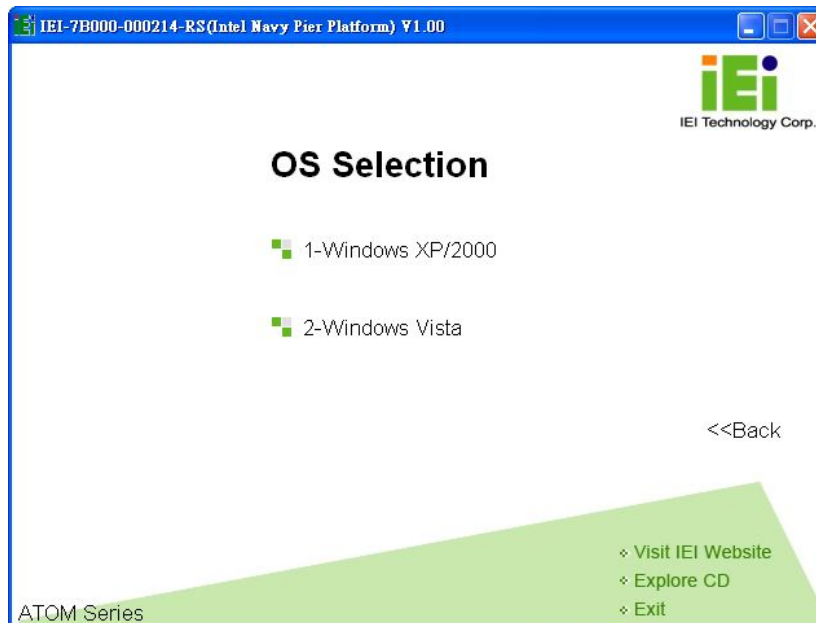 IEI-7B000-000214-RS(Intel Navy Pier Platform) V1.00
iEi
IEI Technology Corp.
OS Selection
1-Windows XP/2000
2-Windows Vista
<<Back
Visit IEI Website
Explore CD
Exit
ATOM Series